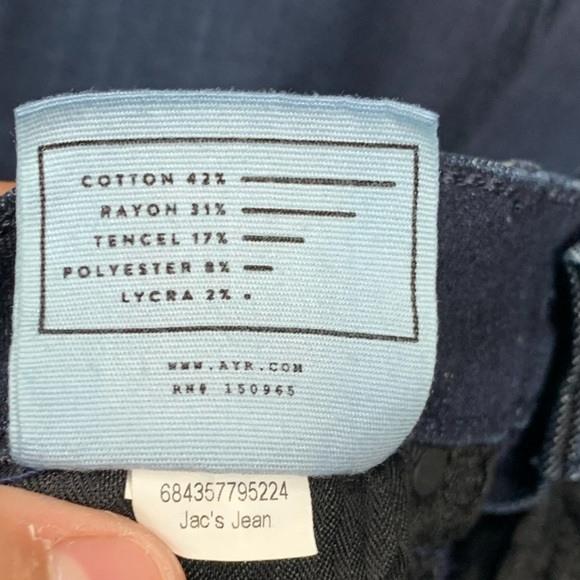 COTTON 42%
RAYON 31%
TENCEL 17%
POLYESTER 8%
LYCRA 2%
WWW.AYR.COM
RN# 150965
684357795224
Jac's Jean